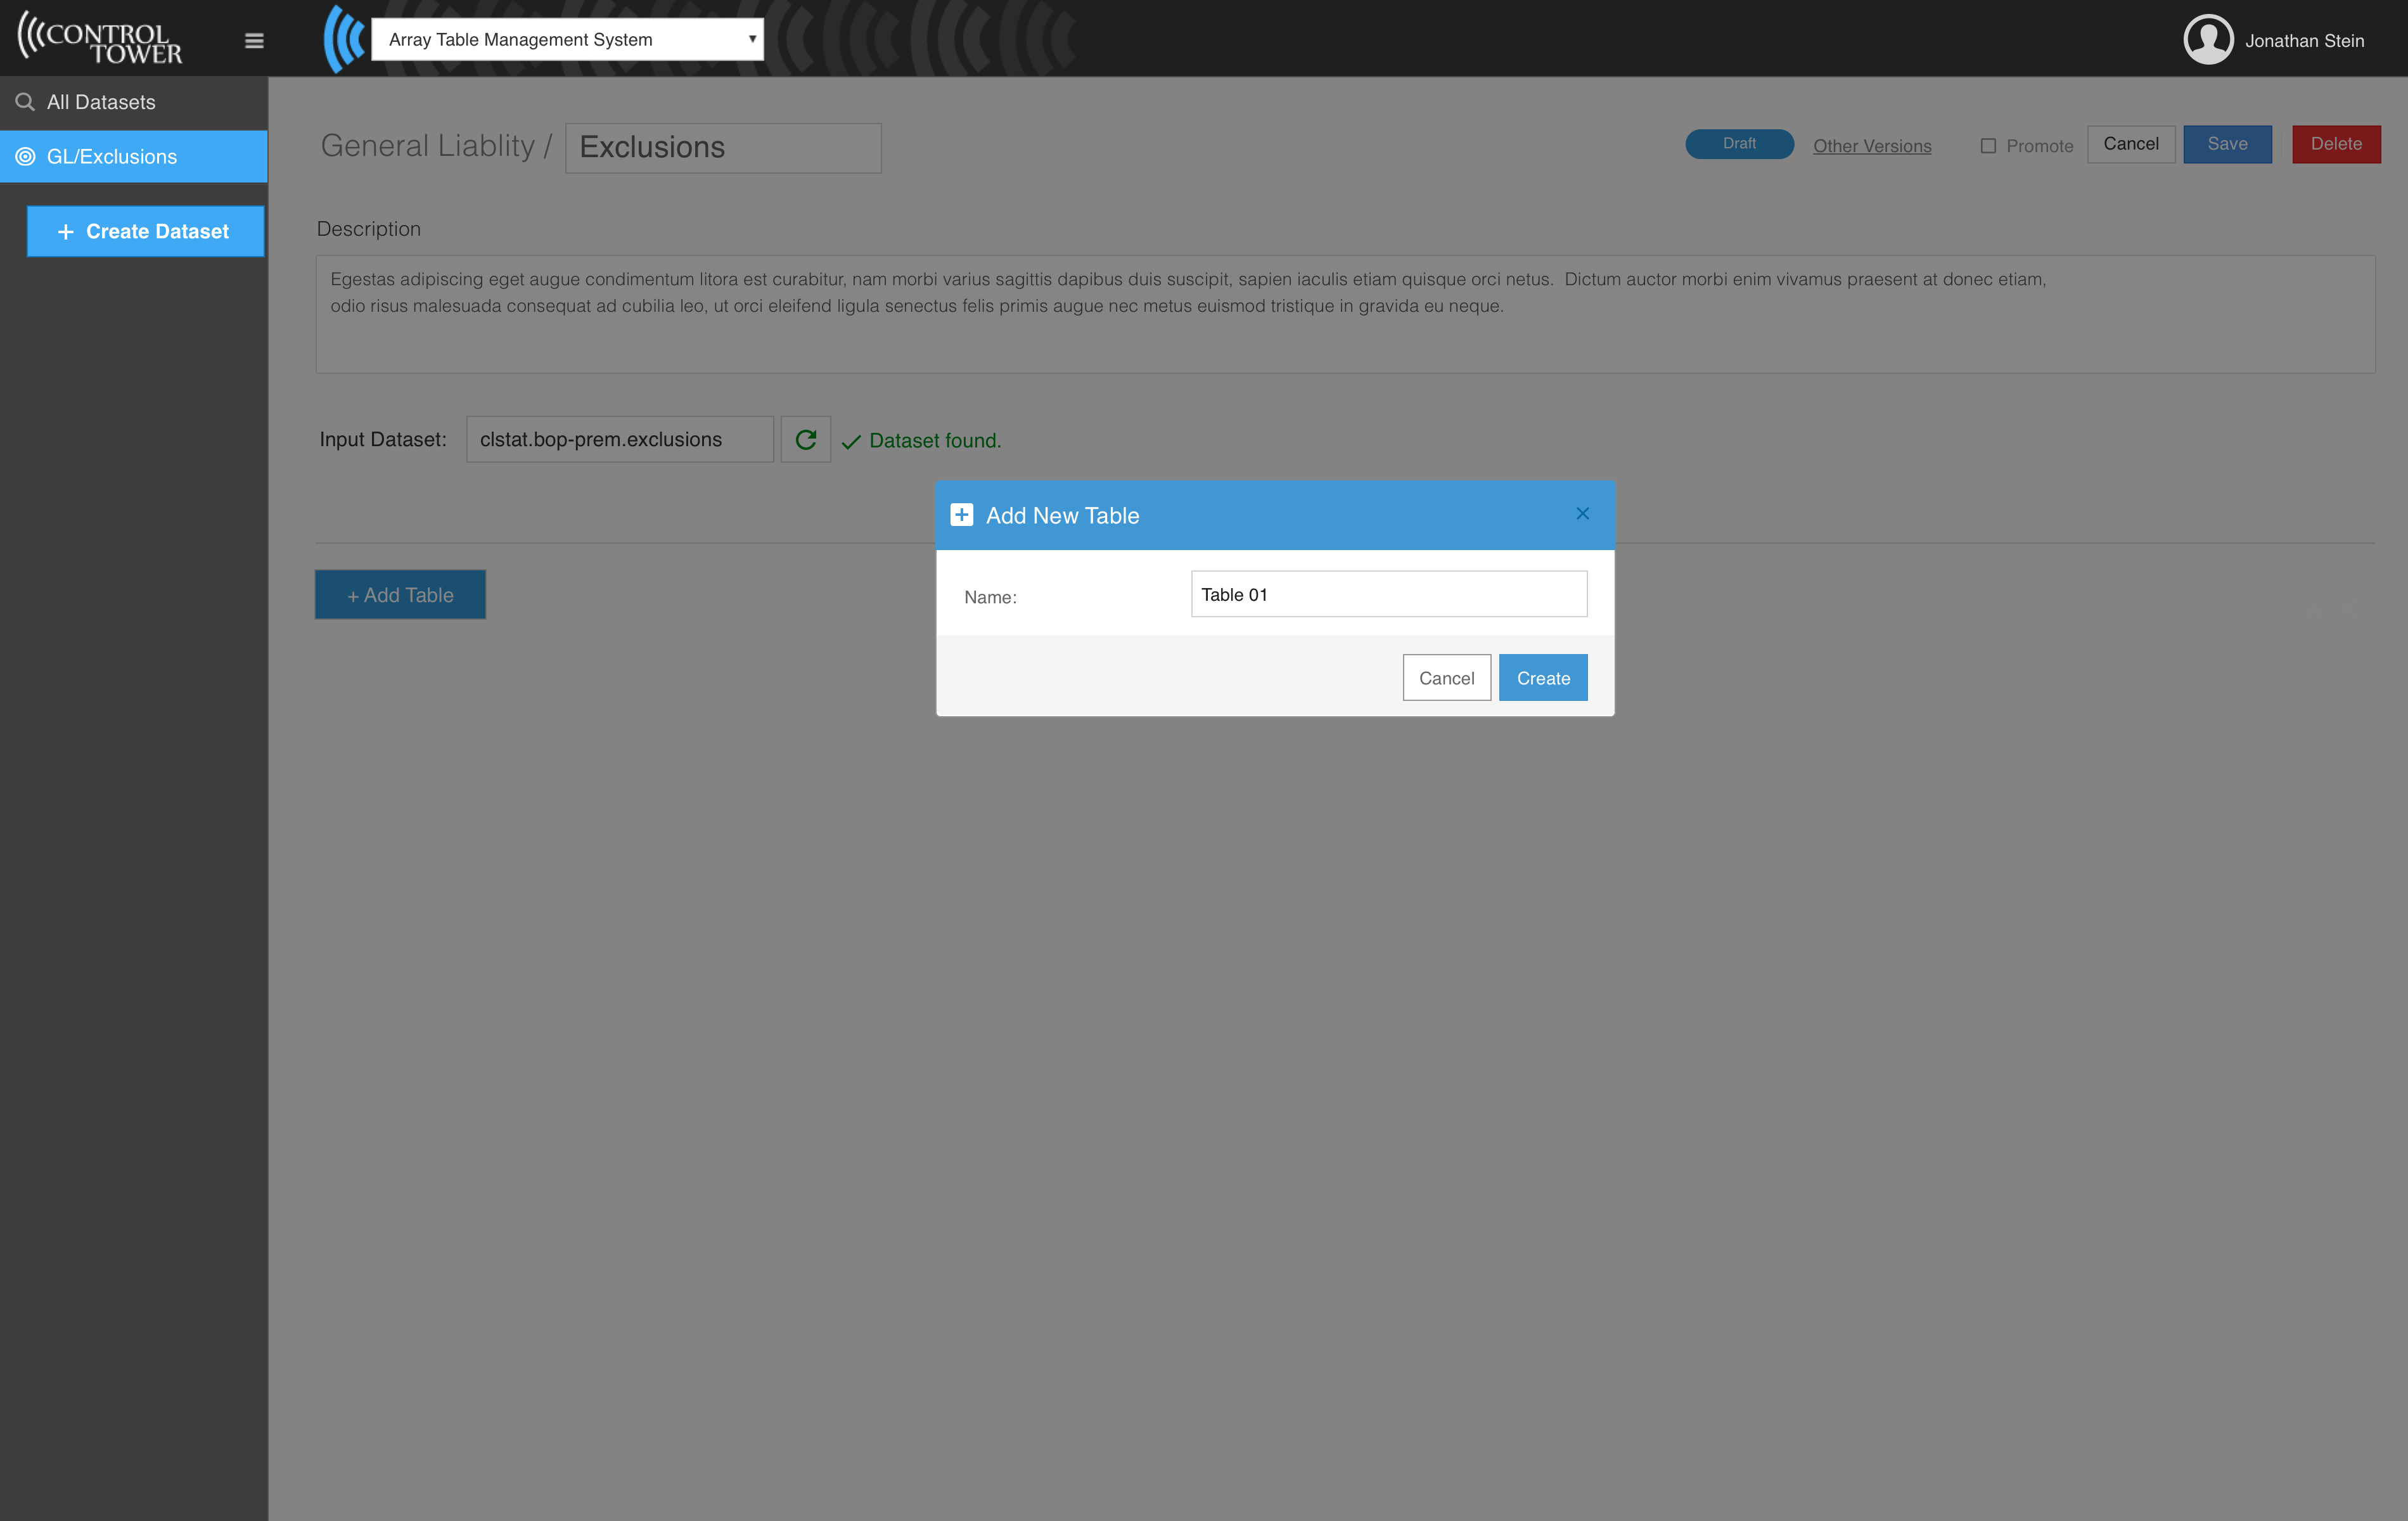 CONTROL
TOWER
Array Table Management System
Jonathan Stein
All Datasets
GL/Exclusions
+ Create Dataset
General Liablity / Exclusions
Draft
Other Versions
Promote
Cancel
Save
Delete
Description
Egestas adipiscing eget augue condimentum litora est curabitur, nam morbi varius sagittis dapibus duis suscipit, sapien iaculis etiam quisque orci netus.  Dictum auctor morbi enim vivamus praesent at donec etiam,
odio risus malesuada consequat ad cubilia leo, ut orci eleifend ligula senectus felis primis augue nec metus euismod tristique in gravida eu neque.
Input Dataset: clstat.bop-prem.exclusions
Dataset found.
Add New Table
+ Add Table
Name: Table 01
Cancel
Create